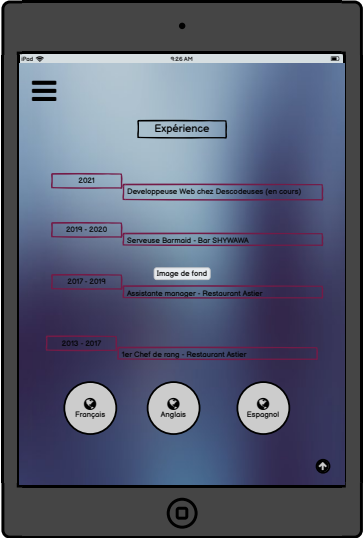 iPad
9:26 AM
Expérience
2021
Developpeuse Web chez Descodeuses (en cours)
2019 - 2020
Serveuse Barmaid - Bar SHYWAWA
Image de fond
2017 - 2019
Assistante manager - Restaurant Astier
2013 - 2017
1er Chef de rang - Restaurant Astier
Français
Anglais
Espagnol